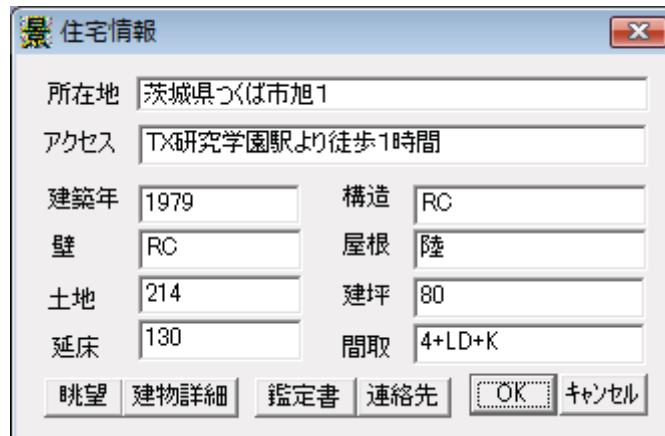 景 住宅情報
所在地 茨城県つくば市旭1
アクセス TX研究学園駅より徒歩1時間
建築年 1979 構造 RC
壁 RC 屋根 陸
土地 214 建坪 80
延床 130 間取 4+LD+K
眺望 建物詳細 鑑定書 連絡先 OK キャンセル